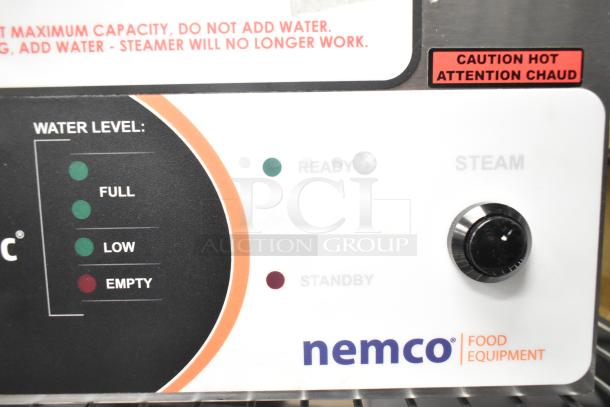 T MAXIMUM CAPACITY, DO NOT ADD WATER.
G, ADD WATER - STEAMER WILL NO LONGER WORK.
CAUTION HOT
ATTENTION CHAUD
WATER LEVEL:
FULL
LOW
EMPTY
c®
READY
STANDBY
STEAM
PCI
AUCTION GROUP
nemco® FOOD
EQUIPMENT